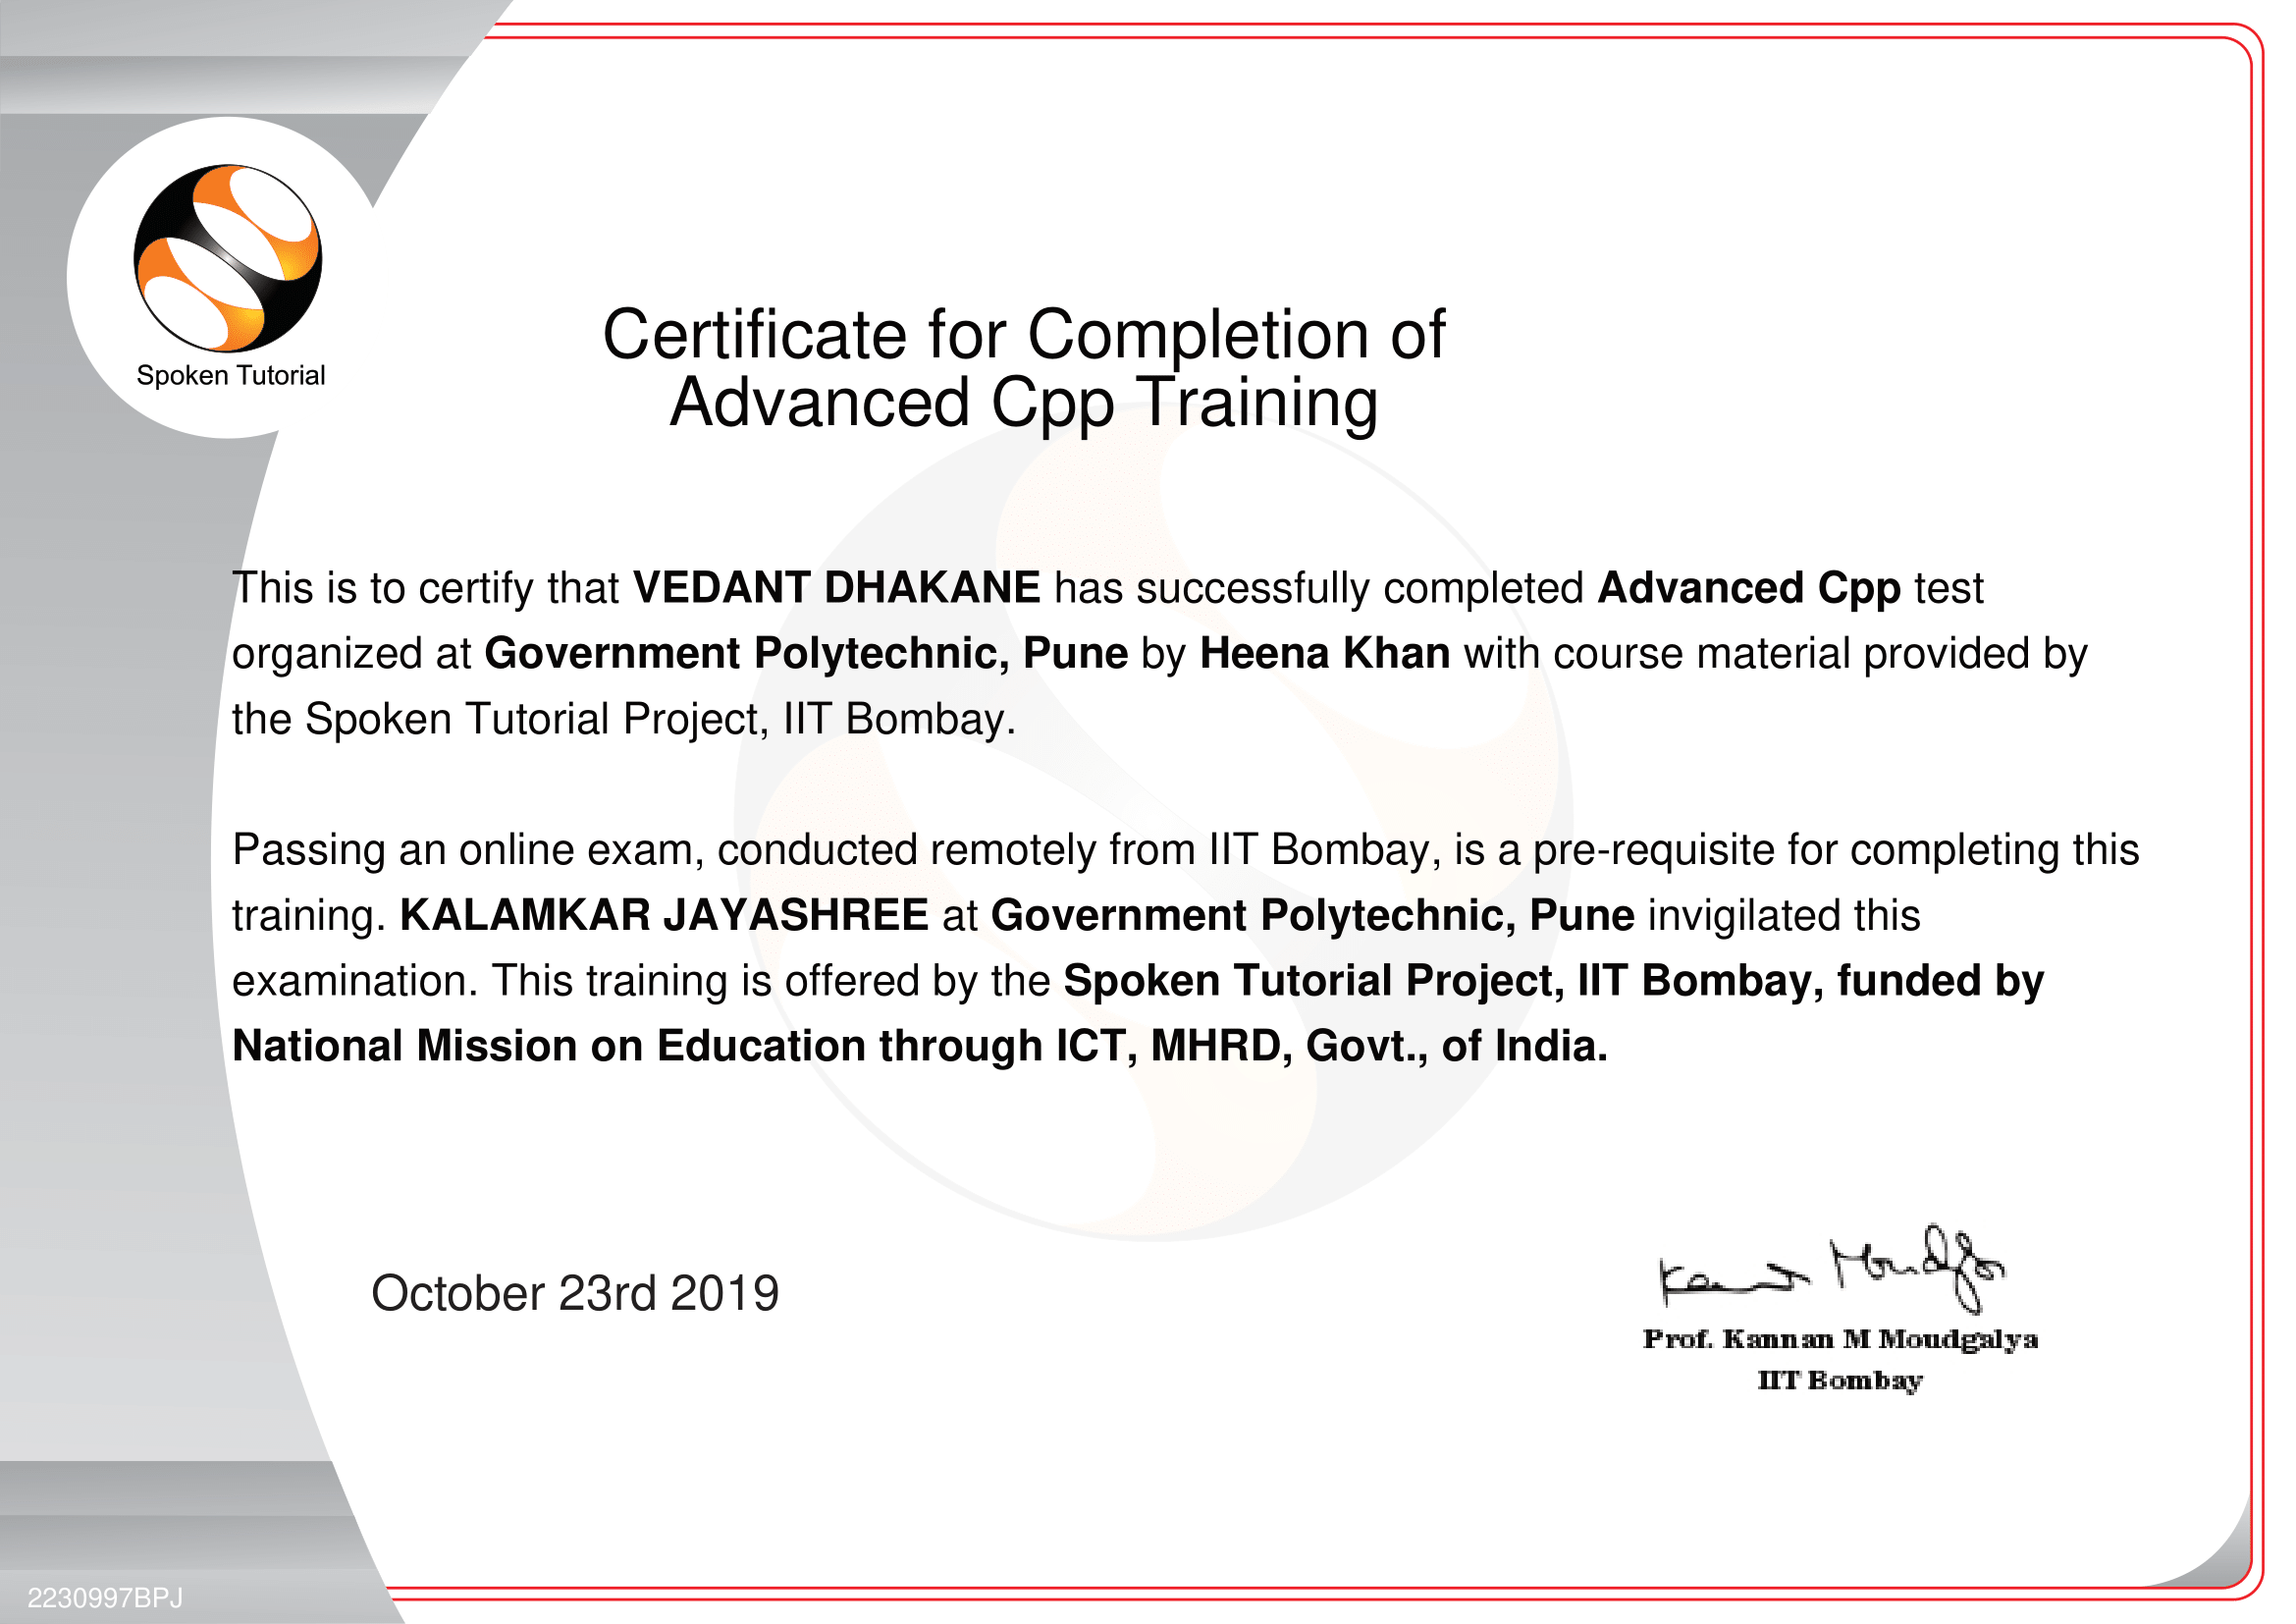 Spoken Tutorial
Certificate for Completion of
Advanced Cpp Training
This is to certify that VEDANT DHAKANE has successfully completed Advanced Cpp test
organized at Government Polytechnic, Pune by Heena Khan with course material provided by
the Spoken Tutorial Project, IIT Bombay.
Passing an online exam, conducted remotely from IIT Bombay, is a pre-requisite for completing this
training. KALAMKAR JAYASHREE at Government Polytechnic, Pune invigilated this
examination. This training is offered by the Spoken Tutorial Project, IIT Bombay, funded by
National Mission on Education through ICT, MHRD, Govt., of India.
October 23rd 2019
Kannan Moudgalya
Prof. Kannan M Moudgalya
IIT Bombay
2230997BPJ